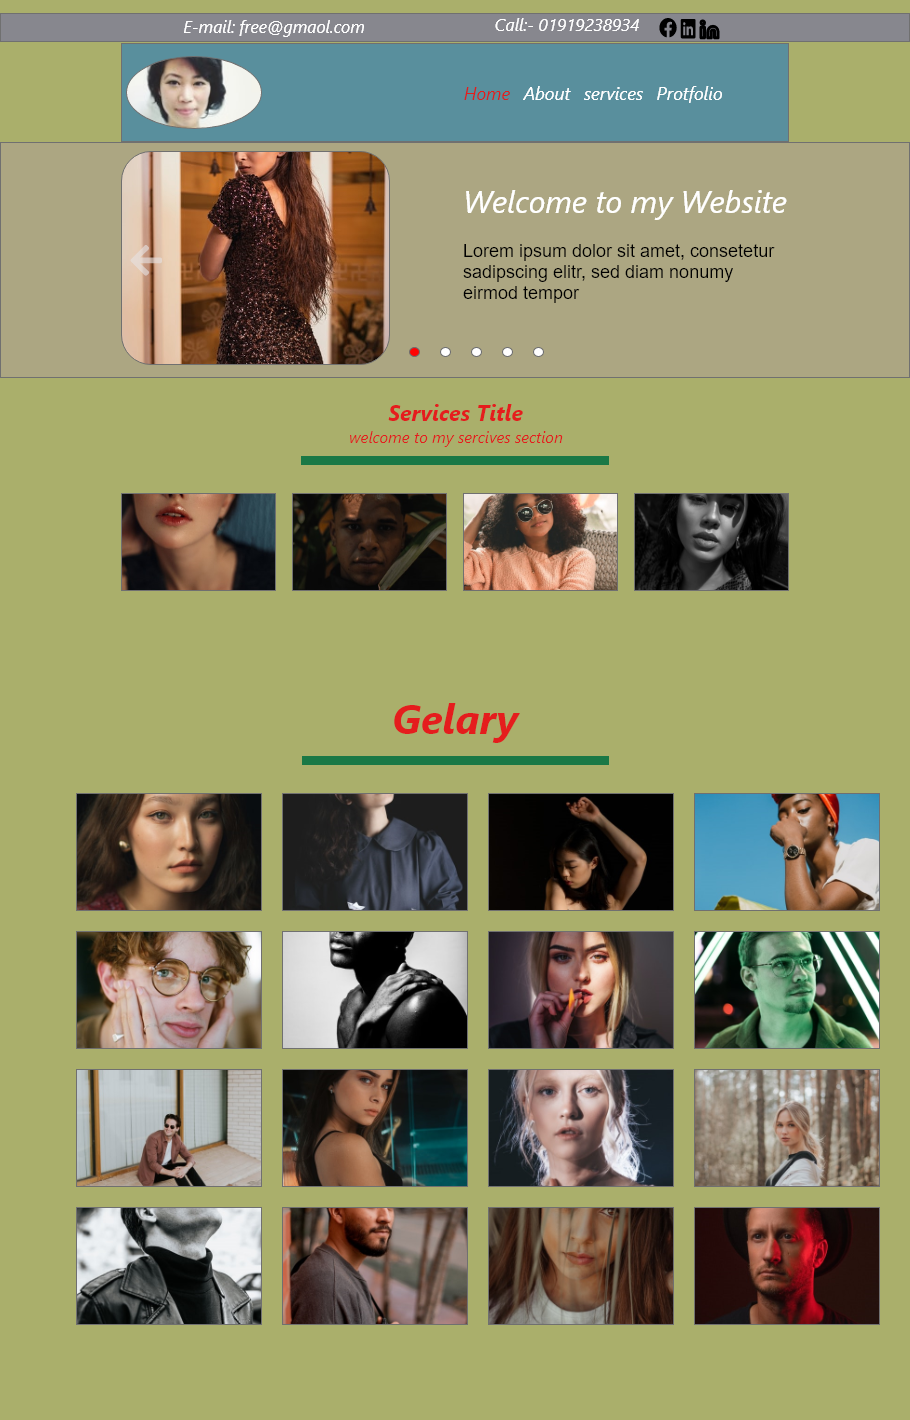 E-mail: free@gmaol.com
Call:- 01919238934
Home About services Protfolio
Welcome to my Website
Lorem ipsum dolor sit amet, consetetur
sadipscing elitr, sed diam nonumy
eirmod tempor
Services Title
welcome to my sercives section
Gelary